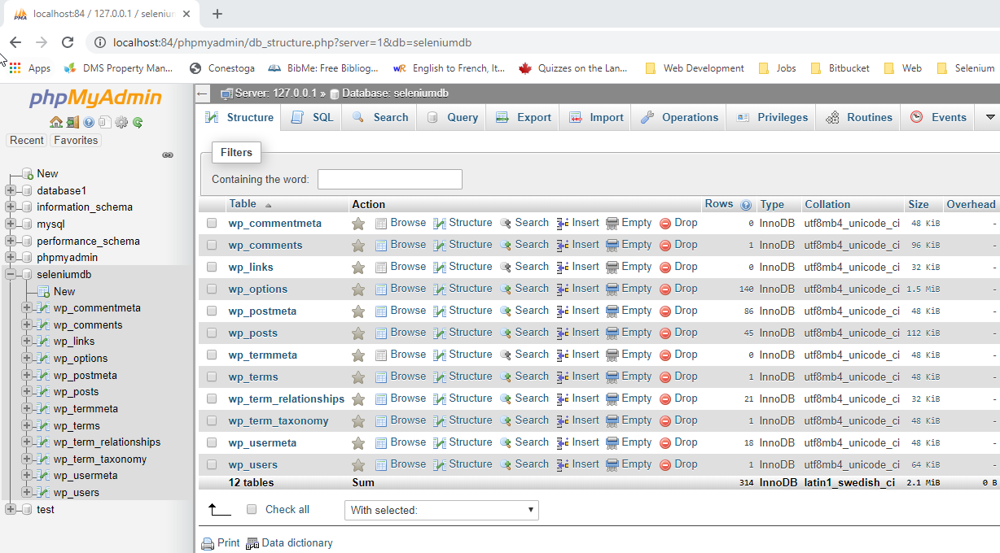 localhost:84 / 127.0.0.1 / seleniun
localhost:84/phpmyadmin/db_structure.php?server=1&db=seleniumdb
Apps DMS Property Man... Conestoga BibMe: Free Bibliog... wR English to French, It... Quizzes on the Lan... Web Development Jobs Bitbucket Web Selenium
phpMyAdmin
Recent Favorites
New
database1
information_schema
mysql
performance_schema
phpmyadmin
seleniumdb
New
wp_commentmeta
wp_comments
wp_links
wp_options
wp_postmeta
wp_posts
wp_termmeta
wp_terms
wp_term_relationships
wp_term_taxonomy
wp_usermeta
wp_users
test
Server: 127.0.0.1 » Database: seleniumdb
Structure SQL Search Query Export Import Operations Privileges Routines Events
Filters
Containing the word:
Table Action Rows Type Collation Size Overhead
wp_commentmeta Browse Structure Search Insert Empty Drop 0 InnoDB utf8mb4_unicode_ci 48 KiB -
wp_comments Browse Structure Search Insert Empty Drop 1 InnoDB utf8mb4_unicode_ci 96 KiB -
wp_links Browse Structure Search Insert Empty Drop 0 InnoDB utf8mb4_unicode_ci 32 KiB -
wp_options Browse Structure Search Insert Empty Drop 140 InnoDB utf8mb4_unicode_ci 1.5 MiB -
wp_postmeta Browse Structure Search Insert Empty Drop 86 InnoDB utf8mb4_unicode_ci 48 KiB -
wp_posts Browse Structure Search Insert Empty Drop 45 InnoDB utf8mb4_unicode_ci 112 KiB -
wp_termmeta Browse Structure Search Insert Empty Drop 0 InnoDB utf8mb4_unicode_ci 48 KiB -
wp_terms Browse Structure Search Insert Empty Drop 1 InnoDB utf8mb4_unicode_ci 48 KiB -
wp_term_relationships Browse Structure Search Insert Empty Drop 21 InnoDB utf8mb4_unicode_ci 32 KiB -
wp_term_taxonomy Browse Structure Search Insert Empty Drop 1 InnoDB utf8mb4_unicode_ci 48 KiB -
wp_usermeta Browse Structure Search Insert Empty Drop 18 InnoDB utf8mb4_unicode_ci 48 KiB -
wp_users Browse Structure Search Insert Empty Drop 1 InnoDB utf8mb4_unicode_ci 64 KiB -
12 tables Sum 314 InnoDB latin1_swedish_ci 2.1 MiB 0 B
Check all With selected:
Print Data dictionary